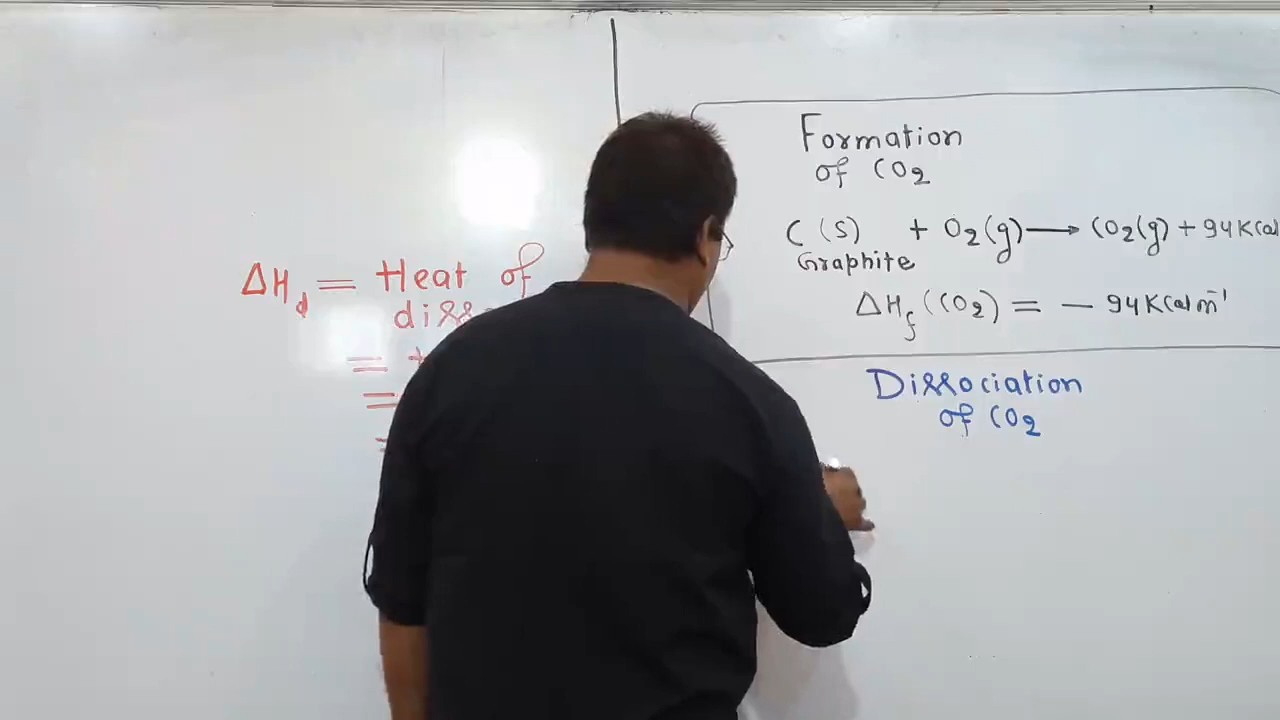 ΔH_d = Heat of
=
=
Formation
of CO₂
C (S) + O₂(g) → CO₂(g) + 94 KCal
Graphite
ΔH_f (CO₂) = - 94 KCal m⁻¹
Dissociation
of CO₂